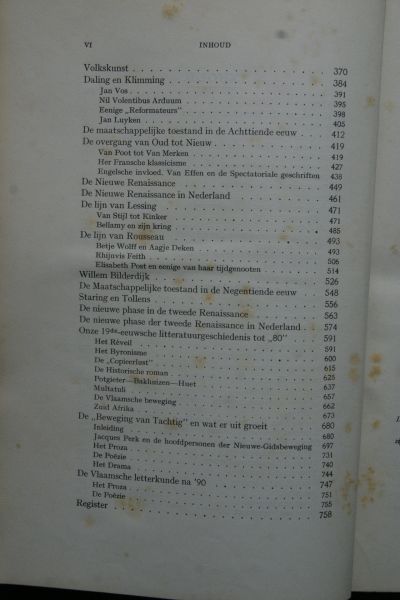 VI INHOUD
Volkskunst . . . . . . . . . . . . . . . . . 370
Daling en Klimming . . . . . . . . . . . . . . 384
Jan Vos . . . . . . . . . . . . . . . . . . 391
Nil Volentibus Arduum . . . . . . . . . . . . . 395
Eenige „Reformateurs” . . . . . . . . . . . . . 398
Jan Luyken . . . . . . . . . . . . . . . . . 405
De maatschappelijke toestand in de Achttiende eeuw . . . 412
De overgang van Oud tot Nieuw . . . . . . . . . . 419
Van Poot tot Van Merken . . . . . . . . . . . . 419
Her Fransche klassicisme . . . . . . . . . . . . 427
Engelsche invloed. Van Effen en de Spectatoriale geschriften 438
De Nieuwe Renaissance . . . . . . . . . . . . . 449
De Nieuwe Renaissance in Nederland . . . . . . . . 461
De lijn van Lessing . . . . . . . . . . . . . . 471
Van Stijl tot Kinker . . . . . . . . . . . . . 471
Bellamy en zijn kring . . . . . . . . . . . . . 485
De lijn van Rousseau . . . . . . . . . . . . . 493
Betje Wolff en Aagje Deken . . . . . . . . . . . 493
Rhijnvis Feith . . . . . . . . . . . . . . . 506
Elisabeth Post en eenige van haar tijdgenooten . . . . 514
Willem Bilderdijk . . . . . . . . . . . . . . 526
De Maatschappelijke toestand in de Negentiende eeuw . . 548
Staring en Tollens . . . . . . . . . . . . . . 556
De nieuwe phase in de tweede Renaissance . . . . . . 563
De nieuwe phase der tweede Renaissance in Nederland . . 574
Onze 19de-eeuwsche litteratuurgeschiedenis tot „80” . . 591
Het Réveil . . . . . . . . . . . . . . . . . 591
Het Byronisme . . . . . . . . . . . . . . . . 600
De „Copieerlust” . . . . . . . . . . . . . . . 615
De Historische roman . . . . . . . . . . . . . 625
Potgieter—Bakhuizen—Huet . . . . . . . . . . . . 637
Multatuli . . . . . . . . . . . . . . . . . 657
De Vlaamsche beweging . . . . . . . . . . . . . 662
Zuid Afrika . . . . . . . . . . . . . . . . . 673
De „Beweging van Tachtig” en wat er uit groeit . . . . 680
Inleiding . . . . . . . . . . . . . . . . . 680
Jacques Perk en de hoofdpersonen der Nieuwe-Gidsbeweging 697
Het Proza . . . . . . . . . . . . . . . . . 731
De Poëzie . . . . . . . . . . . . . . . . . 740
Het Drama . . . . . . . . . . . . . . . . . 744
De Vlaamsche letterkunde na '90 . . . . . . . . . 747
Het Proza . . . . . . . . . . . . . . . . . 751
De Poëzie . . . . . . . . . . . . . . . . . 755
Register . . . . . . . . . . . . . . . . . . 758